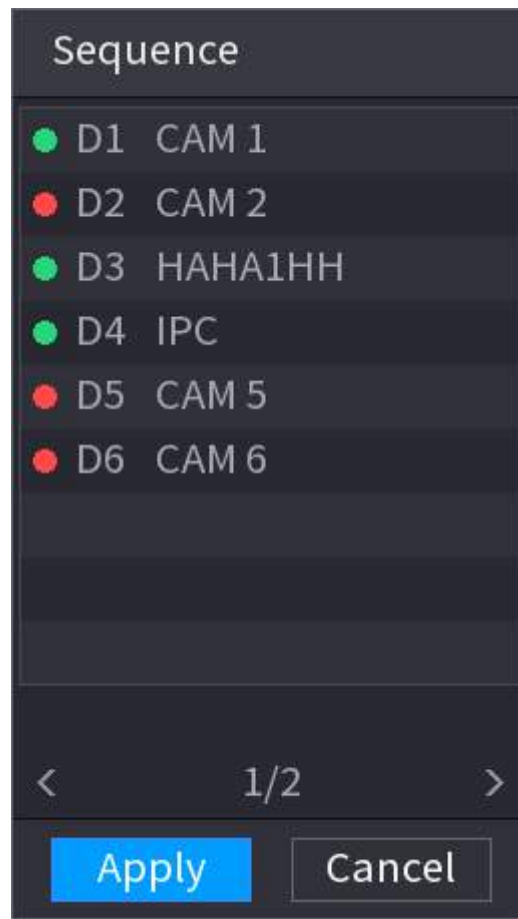 Sequence
D1 CAM 1
D2 CAM 2
D3 HAHA1HH
D4 IPC
D5 CAM 5
D6 CAM 6
< 1/2 >
Apply Cancel